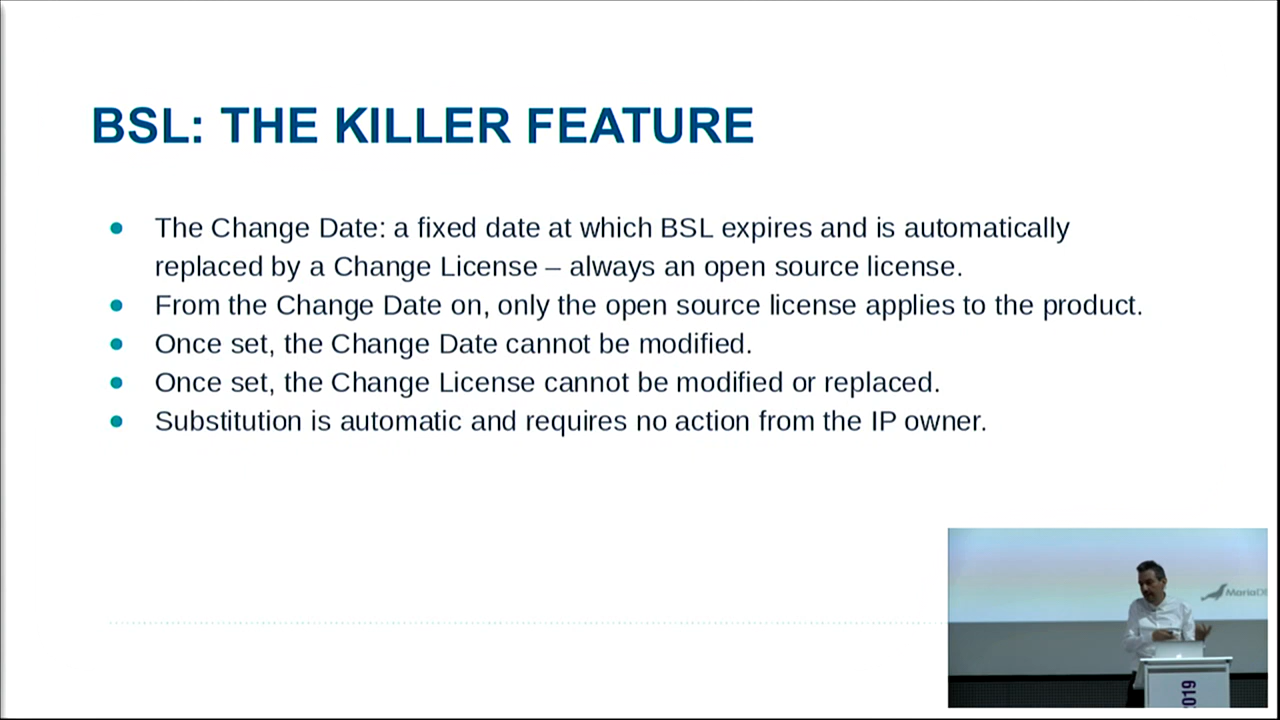 BSL: THE KILLER FEATURE
● The Change Date: a fixed date at which BSL expires and is automatically
replaced by a Change License – always an open source license.
● From the Change Date on, only the open source license applies to the product.
● Once set, the Change Date cannot be modified.
● Once set, the Change License cannot be modified or replaced.
● Substitution is automatic and requires no action from the IP owner.
MariaDB
2019